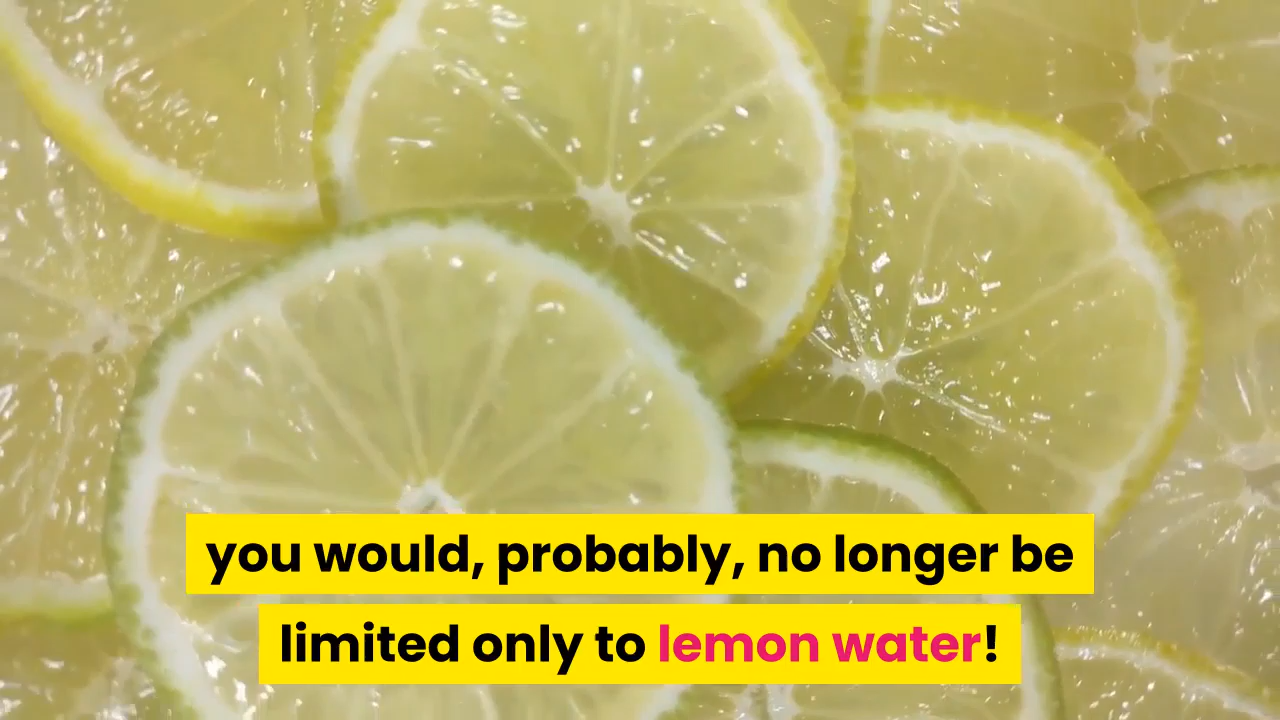 you would, probably, no longer be
limited only to lemon water!